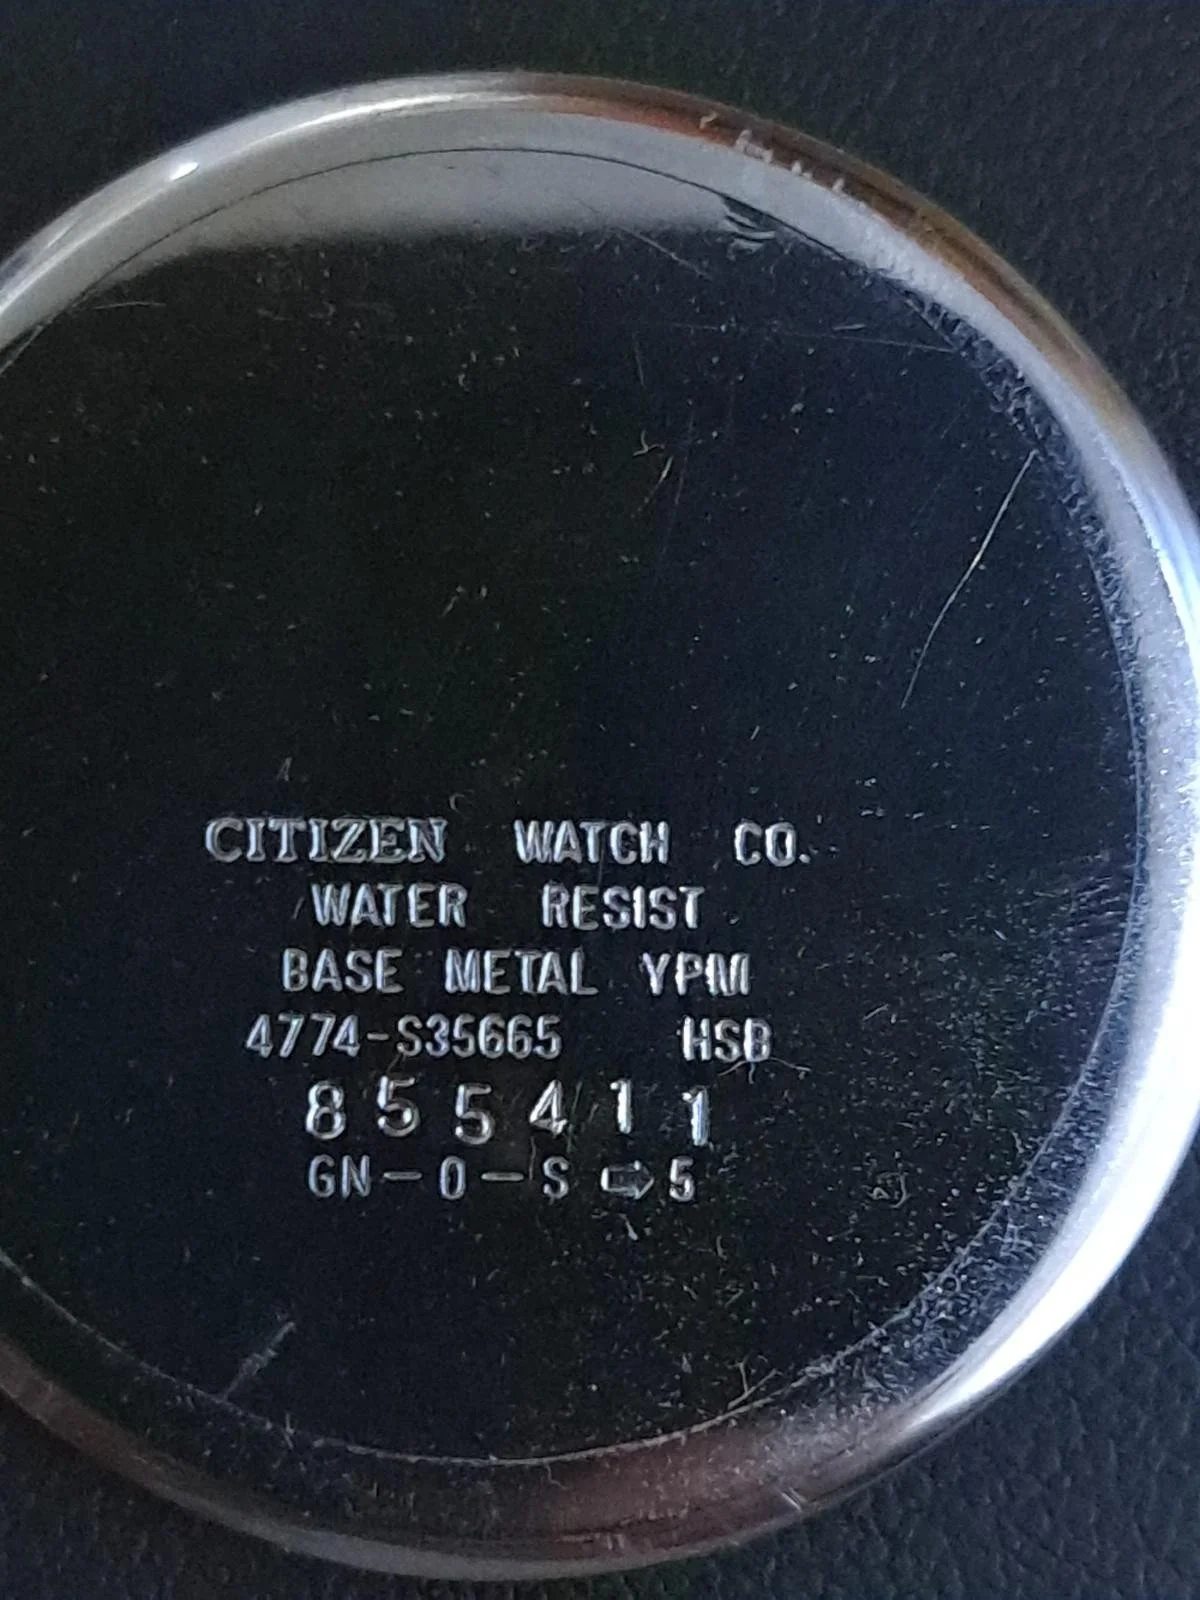 CITIZEN WATCH CO.
WATER RESIST
BASE METAL YPM
4774-S35665 HSB
855411
GN-0-S ⇨5